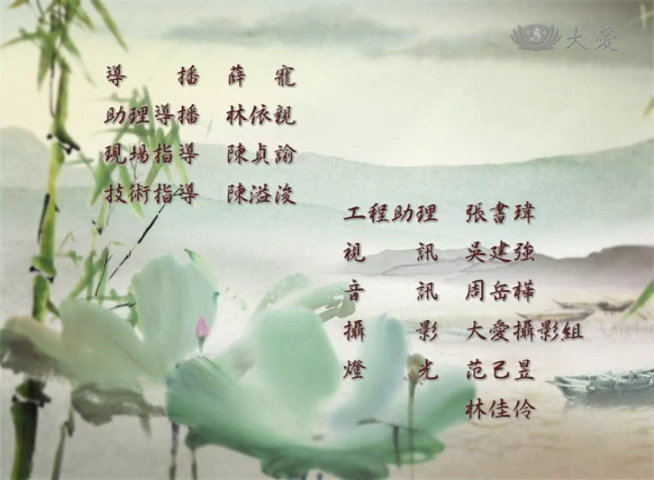 大愛
導播 薛寵
助理導播 林依視
現場指導 陳貞諭
技術指導 陳溢浚
工程助理 張書瑋
視訊 吳建強
音訊 周岳樺
攝影 大愛攝影組
燈光 范己昱
林佳伶